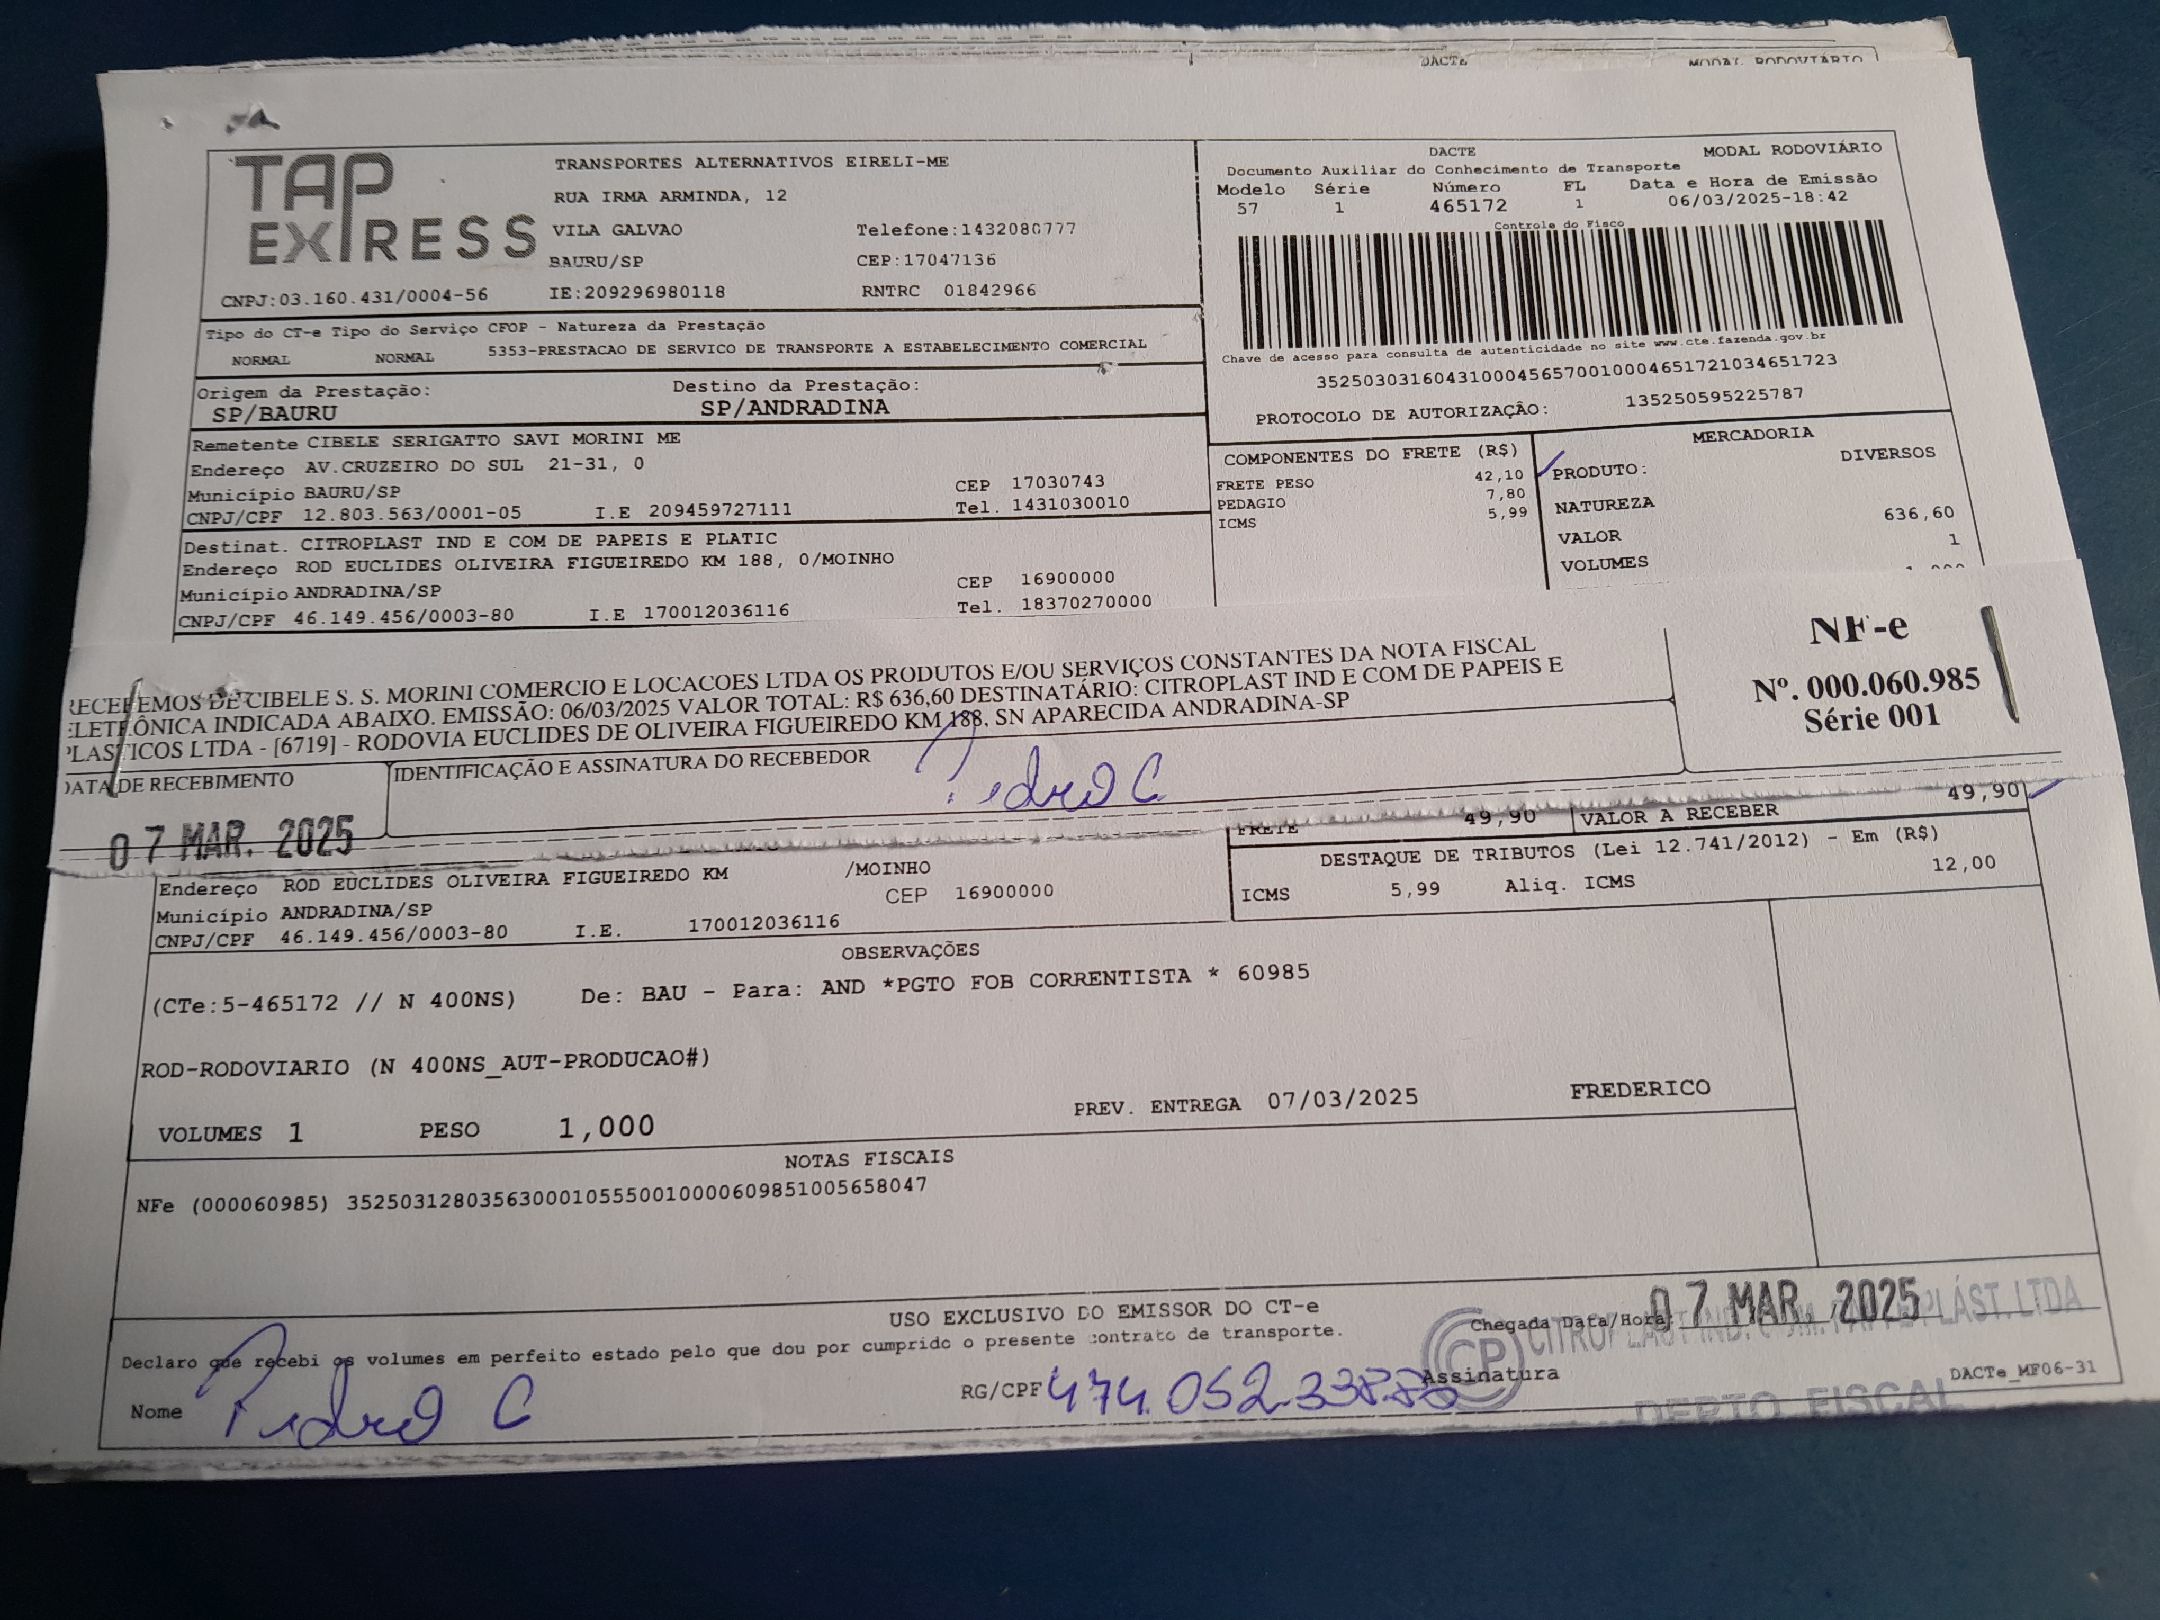 DACTe MODAL RODOVIÁRIO
TAP EXPRESS
TRANSPORTES ALTERNATIVOS EIRELI-ME
RUA IRMA ARMINDA, 12
VILA GALVAO Telefone:1432080777
BAURU/SP CEP:17047136
CNPJ:03.160.431/0004-56 IE:209296980118 RNTRC 01842966
DACTE MODAL RODOVIÁRIO
Documento Auxiliar do Conhecimento de Transporte
Modelo Série Número FL Data e Hora de Emissão
57 1 465172 1 06/03/2025-18:42
Controle do Fisco
Chave de acesso para consulta de autenticidade no site www.cte.fazenda.gov.br
35250303160431000456570010004651721034651723
PROTOCOLO DE AUTORIZAÇÃO: 135250595225787
Tipo do CT-e Tipo do Serviço CFOP - Natureza da Prestação
NORMAL NORMAL 5353-PRESTACAO DE SERVICO DE TRANSPORTE A ESTABELECIMENTO COMERCIAL
Origem da Prestação: Destino da Prestação:
SP/BAURU SP/ANDRADINA
Remetente CIBELE SERIGATTO SAVI MORINI ME
Endereço AV.CRUZEIRO DO SUL 21-31, 0
Município BAURU/SP CEP 17030743
CNPJ/CPF 12.803.563/0001-05 I.E 209459727111 Tel. 1431030010
Destinat. CITROPLAST IND E COM DE PAPEIS E PLATIC
Endereço ROD EUCLIDES OLIVEIRA FIGUEIREDO KM 188, 0/MOINHO
Município ANDRADINA/SP CEP 16900000
CNPJ/CPF 46.149.456/0003-80 I.E 170012036116 Tel. 18370270000
COMPONENTES DO FRETE (R$)
FRETE PESO 42,10
PEDAGIO 7,80
ICMS 5,99
MERCADORIA
PRODUTO: DIVERSOS
NATUREZA
VALOR 636,60
VOLUMES 1
RECEBEMOS DE CIBELE S. S. MORINI COMERCIO E LOCACOES LTDA OS PRODUTOS E/OU SERVIÇOS CONSTANTES DA NOTA FISCAL
ELETRÔNICA INDICADA ABAIXO. EMISSÃO: 06/03/2025 VALOR TOTAL: R$ 636,60 DESTINATÁRIO: CITROPLAST IND E COM DE PAPEIS E
PLASTICOS LTDA - [6719] - RODOVIA EUCLIDES DE OLIVEIRA FIGUEIREDO KM 188, SN APARECIDA ANDRADINA-SP
NF-e
Nº. 000.060.985
Série 001
DATA DE RECEBIMENTO IDENTIFICAÇÃO E ASSINATURA DO RECEBEDOR
Pedro C
07 MAR. 2025
FRETE 49,90 VALOR A RECEBER 49,90
DESTAQUE DE TRIBUTOS (Lei 12.741/2012) - Em (R$)
ICMS 5,99 Aliq. ICMS 12,00
Endereço ROD EUCLIDES OLIVEIRA FIGUEIREDO KM /MOINHO
Município ANDRADINA/SP CEP 16900000
CNPJ/CPF 46.149.456/0003-80 I.E. 170012036116
OBSERVAÇÕES
(CTe:5-465172 // N 400NS) De: BAU - Para: AND *PGTO FOB CORRENTISTA * 60985
ROD-RODOVIARIO (N 400NS_AUT-PRODUCAO#)
VOLUMES 1 PESO 1,000 PREV. ENTREGA 07/03/2025 FREDERICO
NOTAS FISCAIS
NFe (000060985) 35250312803563000105550010000609851005658047
USO EXCLUSIVO DO EMISSOR DO CT-e
Declaro que recebi os volumes em perfeito estado pelo que dou por cumprido o presente contrato de transporte.
Chegada Data/Hora: 07 MAR. 2025
CP CITROPLAST IND. COM. PAP. E PLÁST. LTDA
Nome Pedro C RG/CPF Assinatura
DACTe_MF06-31
DEPTO FISCAL